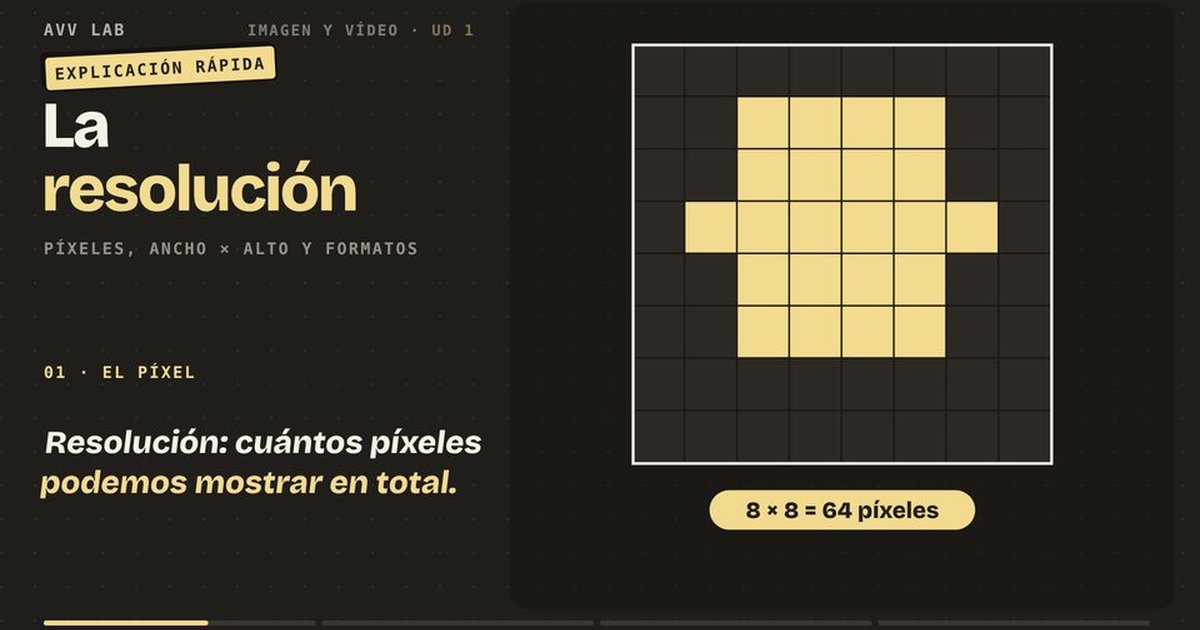 AVV LAB
IMAGEN Y VÍDEO · UD 1
EXPLICACIÓN RÁPIDA
La
resolución
PÍXELES, ANCHO × ALTO Y FORMATOS
01 · EL PÍXEL
Resolución: cuántos píxeles
podemos mostrar en total.
8 × 8 = 64 píxeles